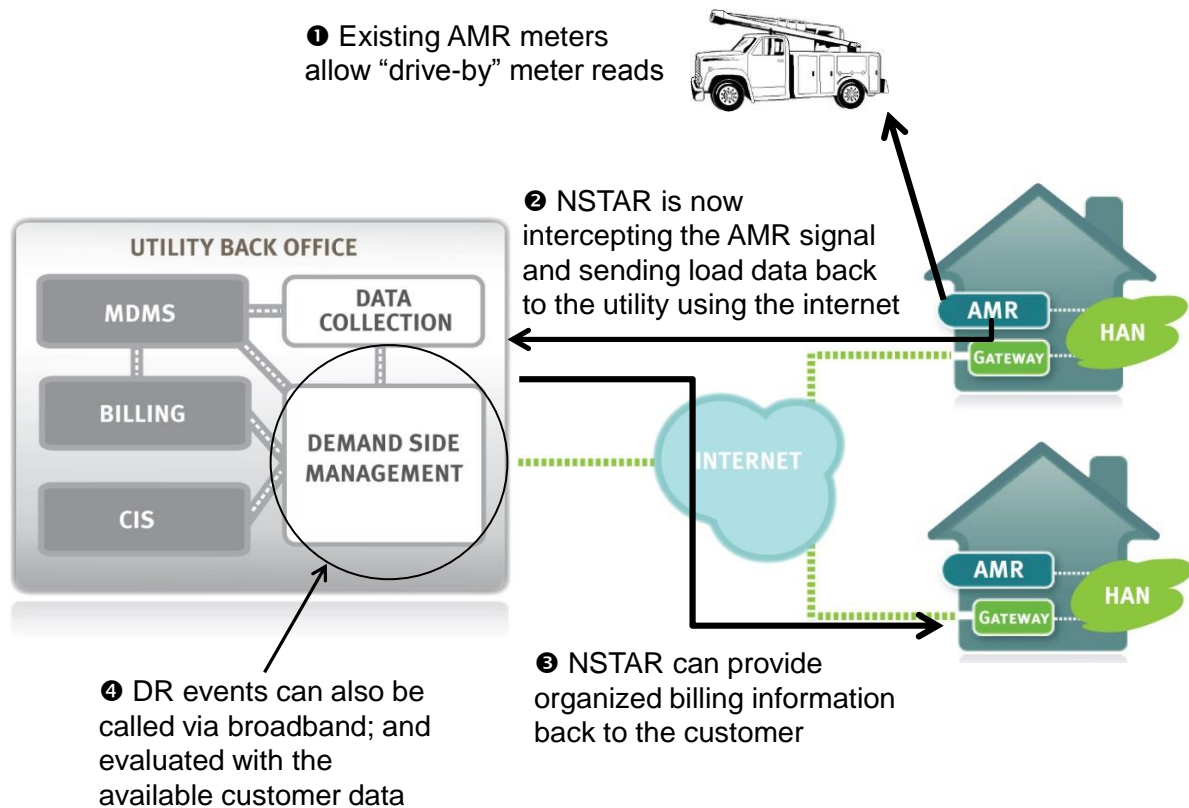 ❶ Existing AMR meters
allow “drive-by” meter reads
❷ NSTAR is now
intercepting the AMR signal
and sending load data back
to the utility using the internet
UTILITY BACK OFFICE
MDMS
DATA
COLLECTION
BILLING
DEMAND SIDE
MANAGEMENT
CIS
INTERNET
AMR
GATEWAY
HAN
AMR
GATEWAY
HAN
❸ NSTAR can provide
organized billing information
back to the customer
❹ DR events can also be
called via broadband; and
evaluated with the
available customer data